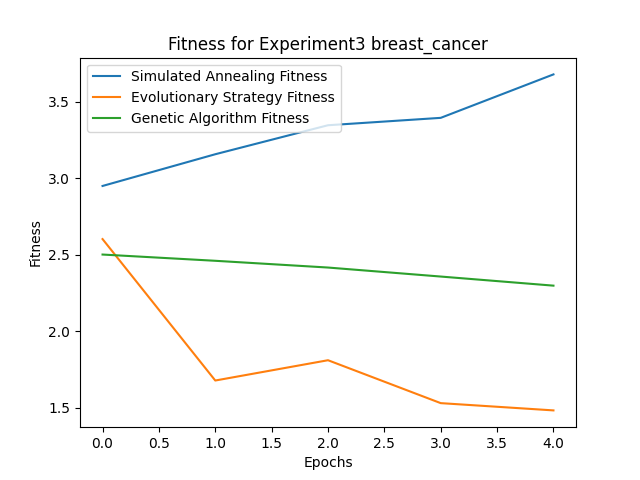 Fitness for Experiment3 breast_cancer
Simulated Annealing Fitness
Evolutionary Strategy Fitness
Genetic Algorithm Fitness
Fitness
3.5
3.0
2.5
2.0
1.5
0.0 0.5 1.0 1.5 2.0 2.5 3.0 3.5 4.0
Epochs